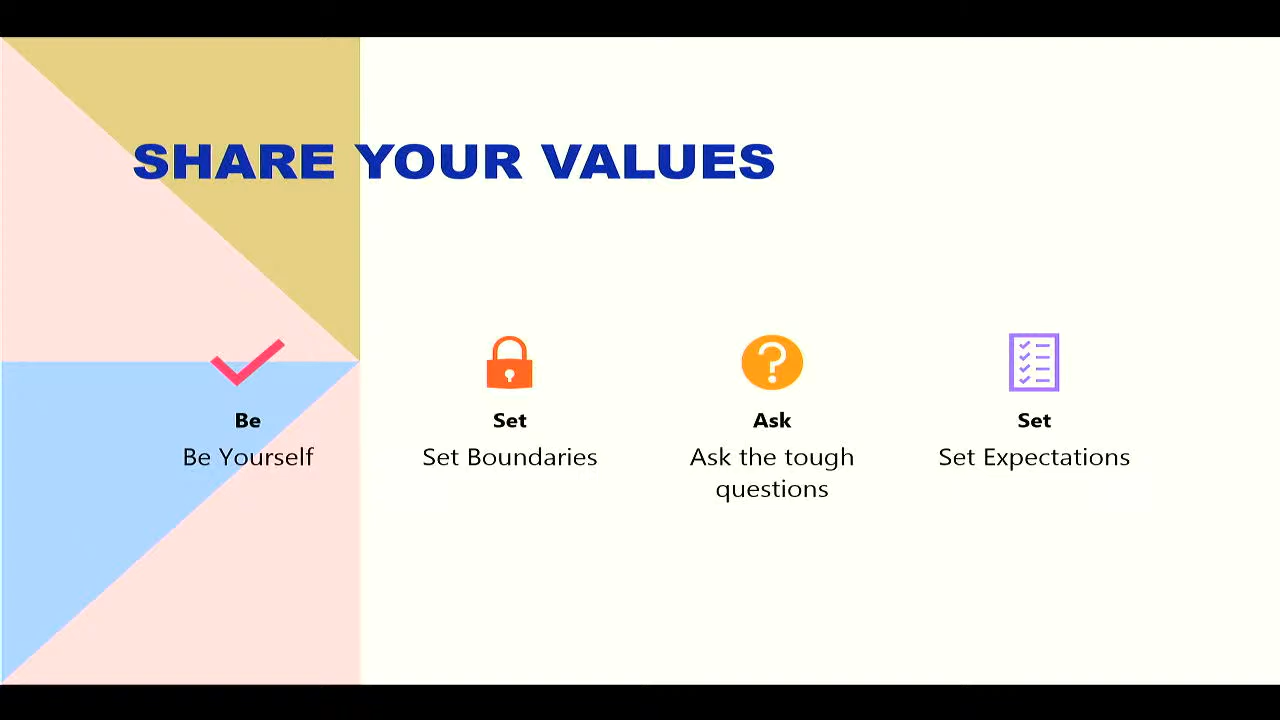 SHARE YOUR VALUES
Be
Be Yourself
Set
Set Boundaries
Ask
Ask the tough
questions
Set
Set Expectations